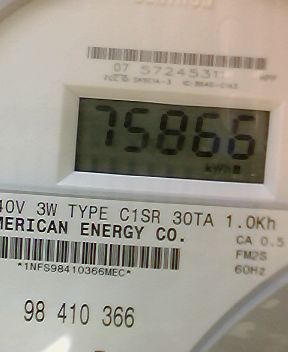 07 5724531
75866
kWh
40V 3W TYPE C1SR 30TA 1.0Kh
MERICAN ENERGY CO.
CA 0.5
FM2S
60Hz
*1NFS98410366MEC*
98 410 366